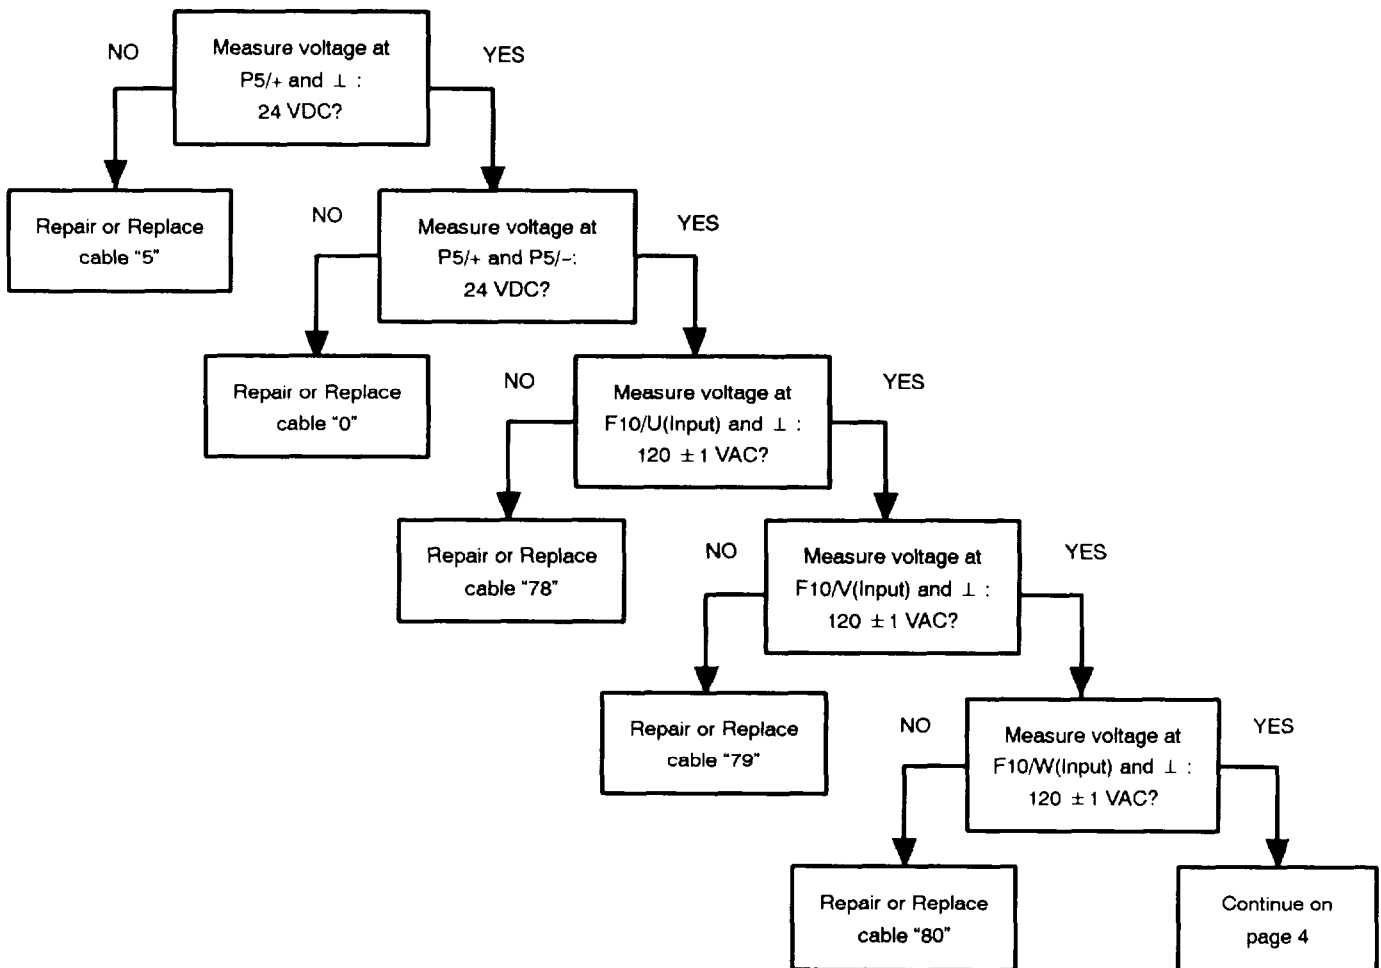 NO
Measure voltage at
P5/+ and ⊥ :
24 VDC?
YES
Repair or Replace
cable "5"
NO
Measure voltage at
P5/+ and P5/-:
24 VDC?
YES
Repair or Replace
cable "0"
NO
Measure voltage at
F10/U(Input) and ⊥ :
120 ± 1 VAC?
YES
Repair or Replace
cable "78"
NO
Measure voltage at
F10/V(Input) and ⊥ :
120 ± 1 VAC?
YES
Repair or Replace
cable "79"
NO
Measure voltage at
F10/W(Input) and ⊥ :
120 ± 1 VAC?
YES
Repair or Replace
cable "80"
Continue on
page 4